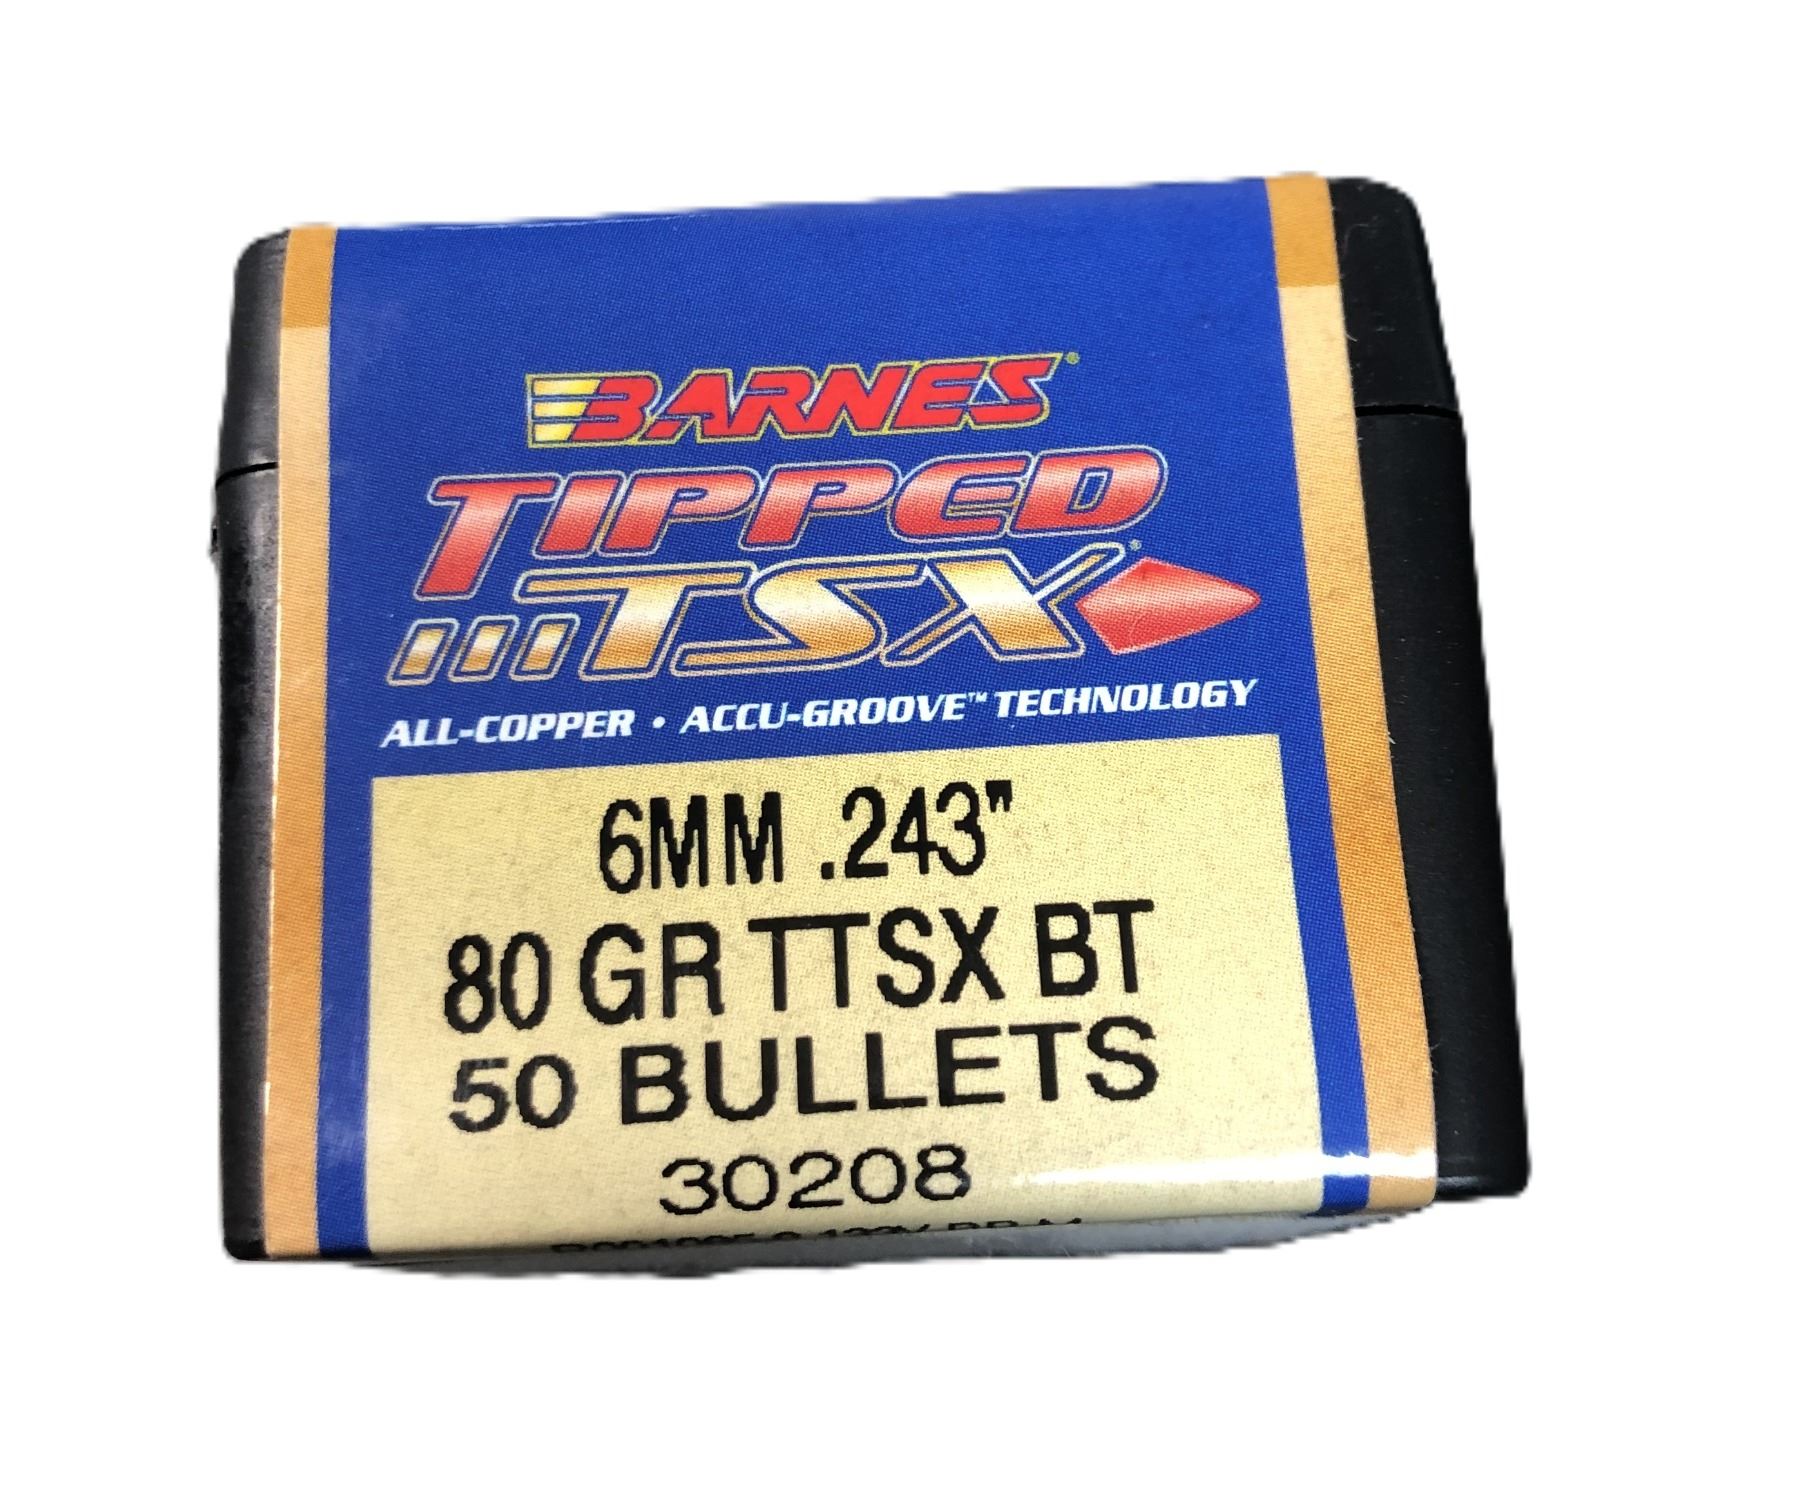 BARNES®
TIPPED
TSX®
ALL-COPPER • ACCU-GROOVE™ TECHNOLOGY
6MM .243"
80 GR TTSX BT
50 BULLETS
30208